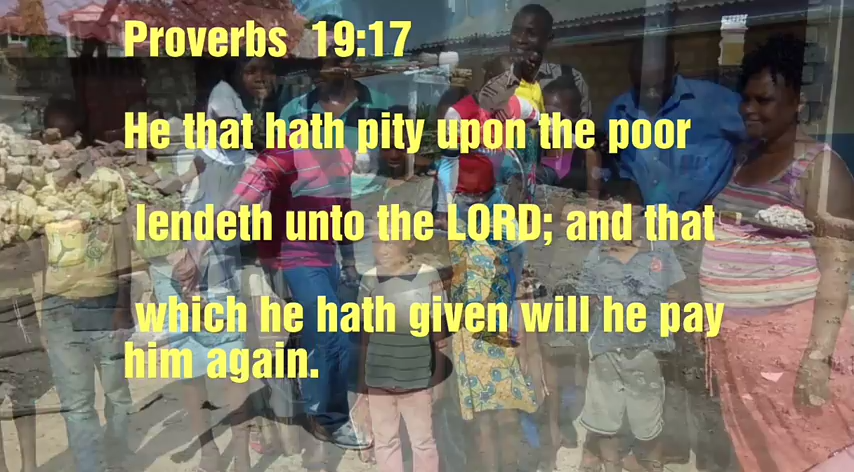 Proverbs 19:17
He that hath pity upon the poor
lendeth unto the LORD; and that
which he hath given will he pay
him again.